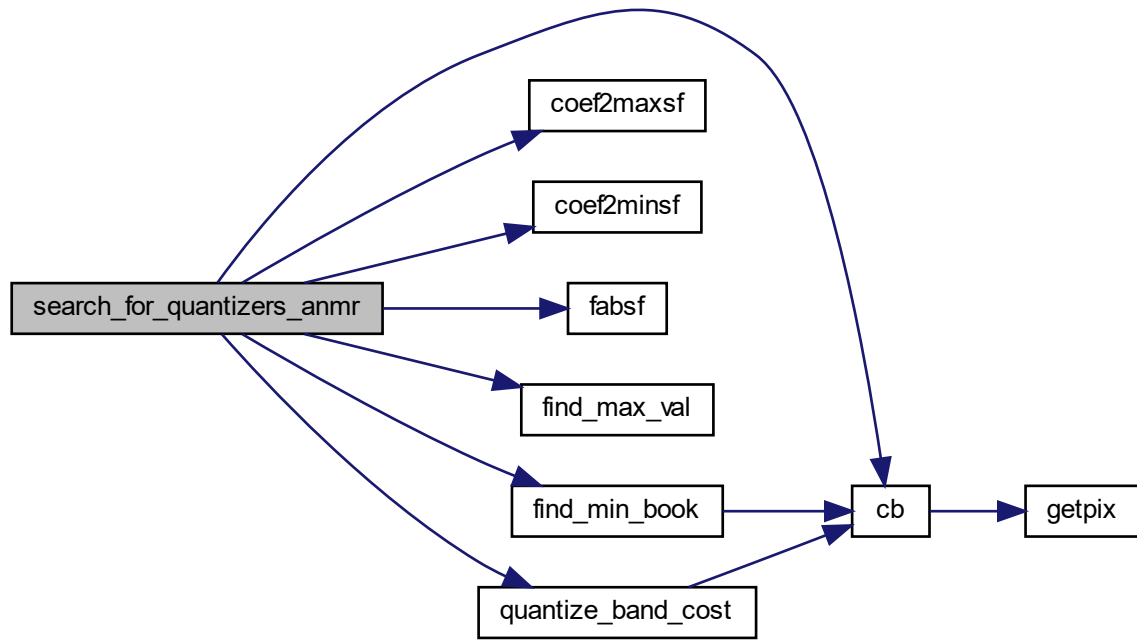 coef2maxsf
coef2minsf
search_for_quantizers_anmr
fabsf
find_max_val
find_min_book
cb
getpix
quantize_band_cost